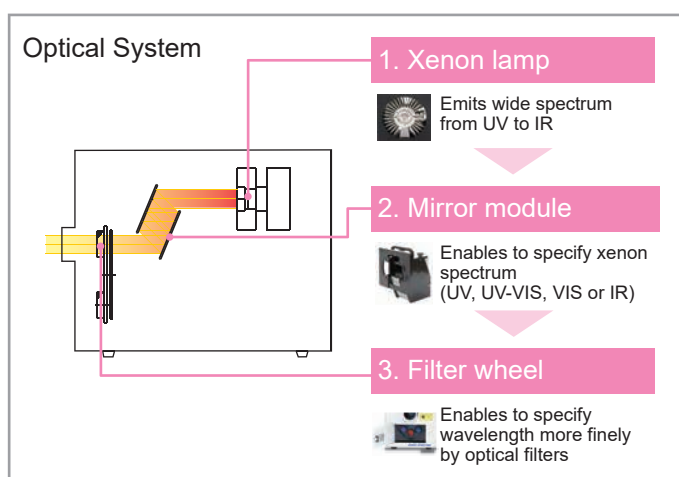 Optical System
1. Xenon lamp
Emits wide spectrum
from UV to IR
2. Mirror module
Enables to specify xenon
spectrum
(UV, UV-VIS, VIS or IR)
3. Filter wheel
Enables to specify
wavelength more finely
by optical filters